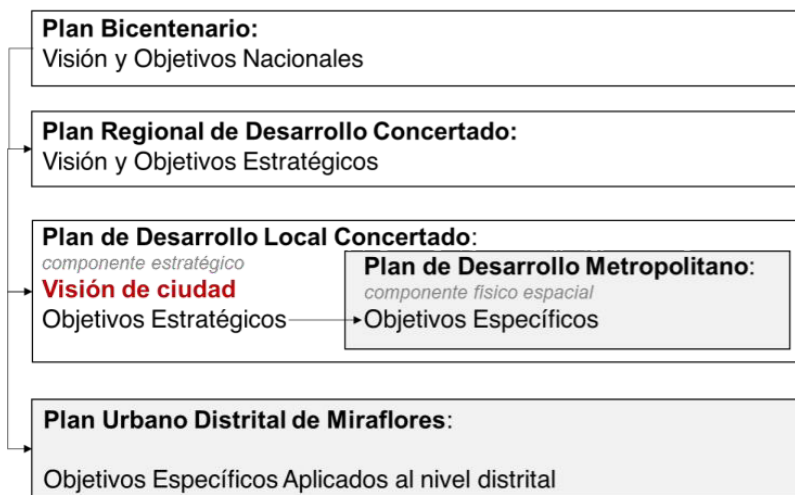 Plan Bicentenario:
Visión y Objetivos Nacionales
Plan Regional de Desarrollo Concertado:
Visión y Objetivos Estratégicos
Plan de Desarrollo Local Concertado:
componente estratégico
Visión de ciudad
Objetivos Estratégicos
Plan de Desarrollo Metropolitano:
componente fisico espacial
Objetivos Específicos
Plan Urbano Distrital de Miraflores:
Objetivos Específicos Aplicados al nivel distrital